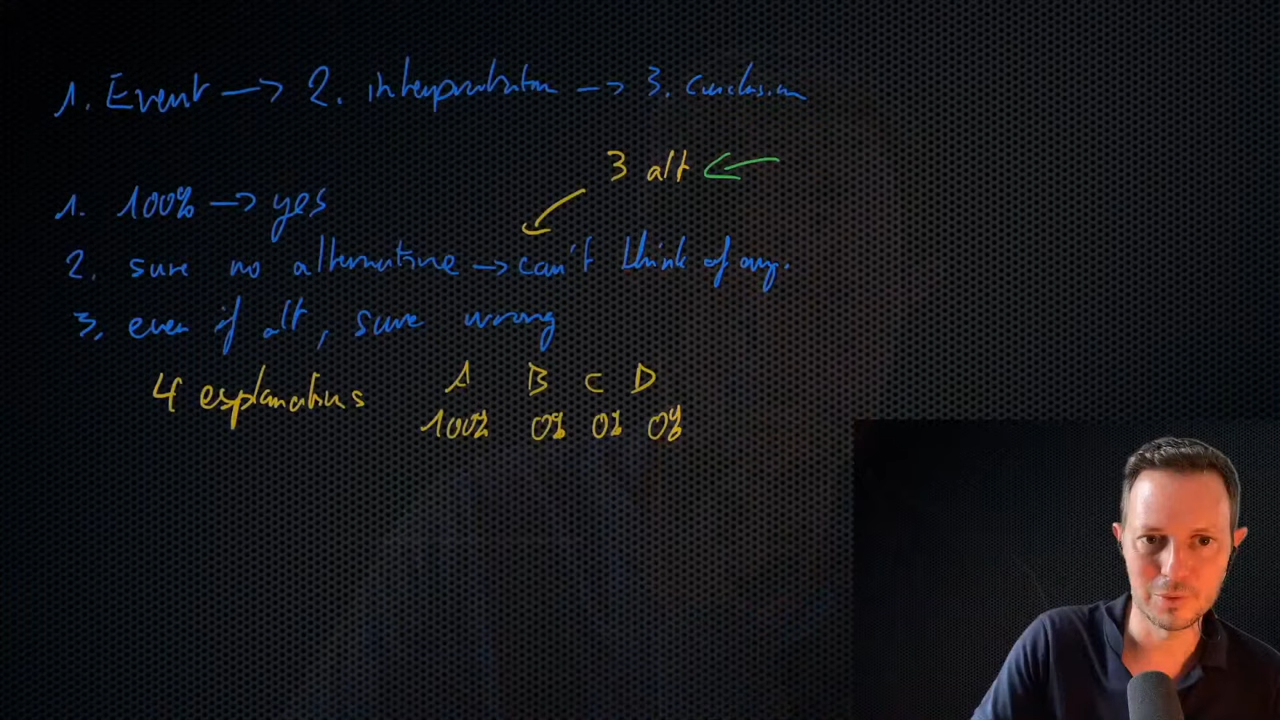 1. Event → 2. interpretation → 3. conclusion
3 alt ←
1. 100% → yes
2. sure no alternative → can't think of any.
3. even if alt, sure wrong
4 explanations A B C D
100% 0% 0% 0%